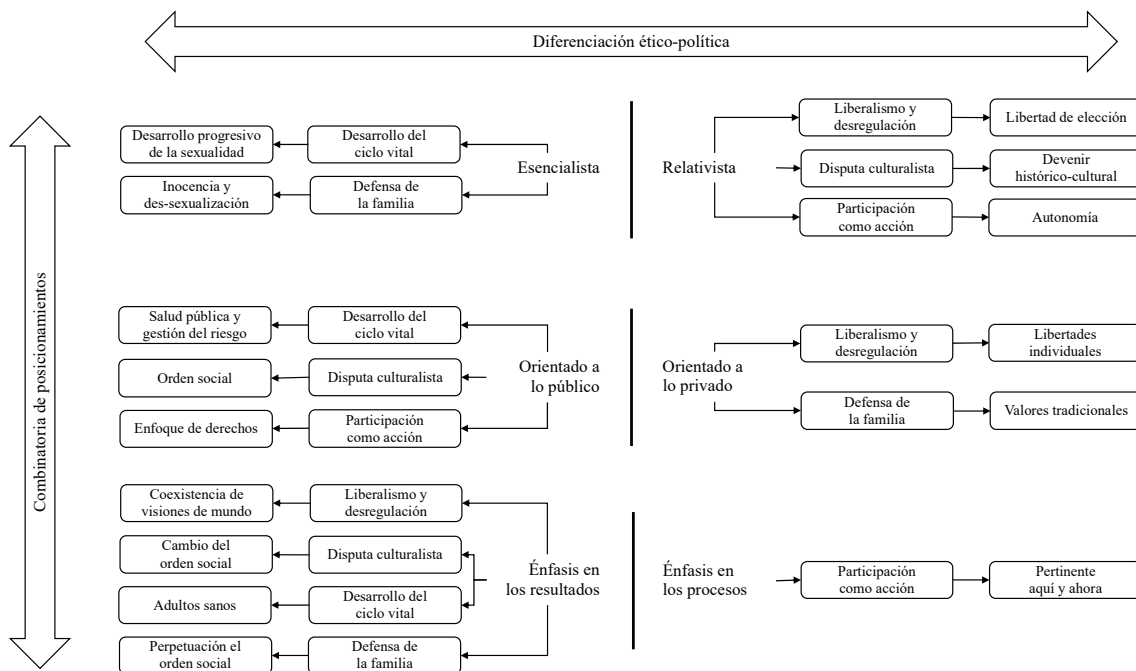 Diferenciación ético-política
Combinatoria de posicionamientos
Desarrollo progresivo
de la sexualidad
Desarrollo del
ciclo vital
Inocencia y
des-sexualización
Defensa de
la familia
Esencialista
Relativista
Liberalismo y
desregulación
Libertad de elección
Disputa culturalista
Devenir
histórico-cultural
Participación
como acción
Autonomía
Salud pública y
gestión del riesgo
Desarrollo del
ciclo vital
Orden social
Disputa culturalista
Enfoque de derechos
Participación
como acción
Orientado a
lo público
Orientado a
lo privado
Liberalismo y
desregulación
Libertades
individuales
Defensa de
la familia
Valores tradicionales
Coexistencia de
visiones de mundo
Liberalismo y
desregulación
Cambio del
orden social
Disputa culturalista
Adultos sanos
Desarrollo del
ciclo vital
Perpetuación el
orden social
Defensa de
la familia
Énfasis en
los resultados
Énfasis en
los procesos
Participación
como acción
Pertinente
aquí y ahora